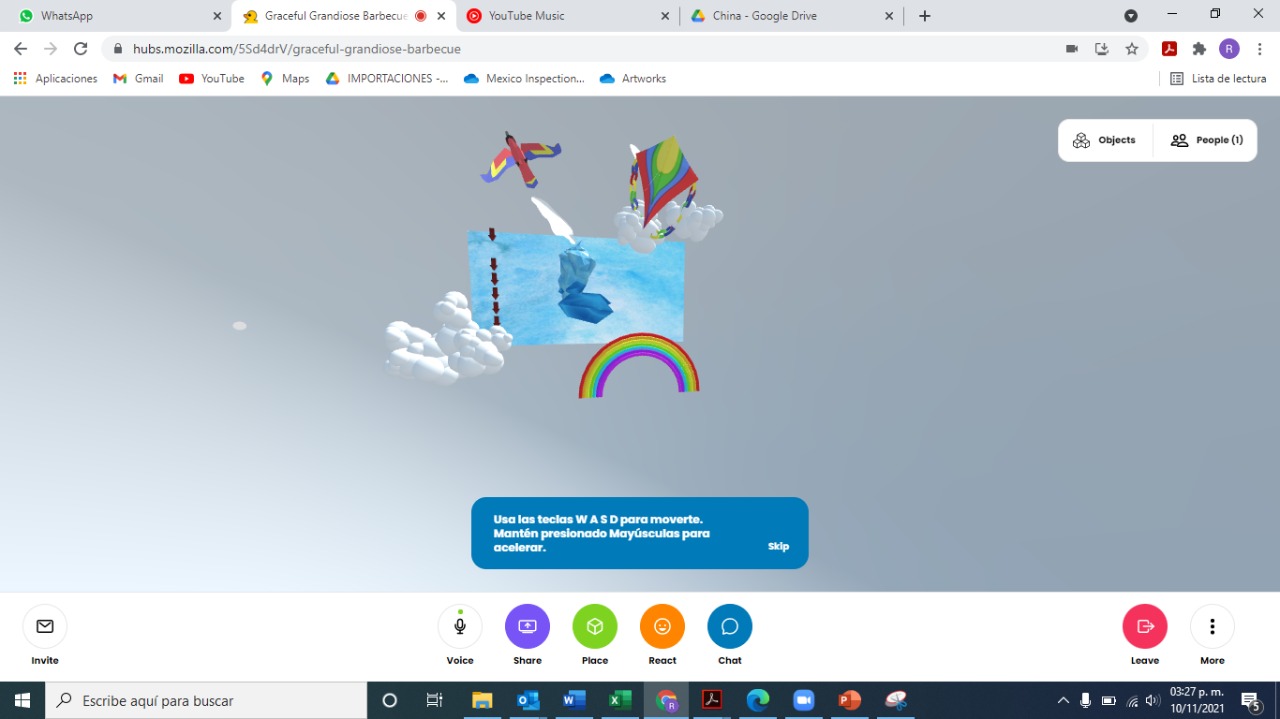 WhatsApp
Graceful Grandiose Barbecue
YouTube Music
China - Google Drive
hubs.mozilla.com/5Sd4drV/graceful-grandiose-barbecue
R
Aplicaciones
Gmail
YouTube
Maps
IMPORTACIONES -...
Mexico Inspection...
Artworks
Lista de lectura
Objects
People (1)
Usa las teclas W A S D para moverte.
Mantén presionado Mayúsculas para
acelerar.
Skip
Invite
Voice
Share
Place
React
Chat
Leave
More
Escribe aquí para buscar
03:27 p. m.
10/11/2021
5